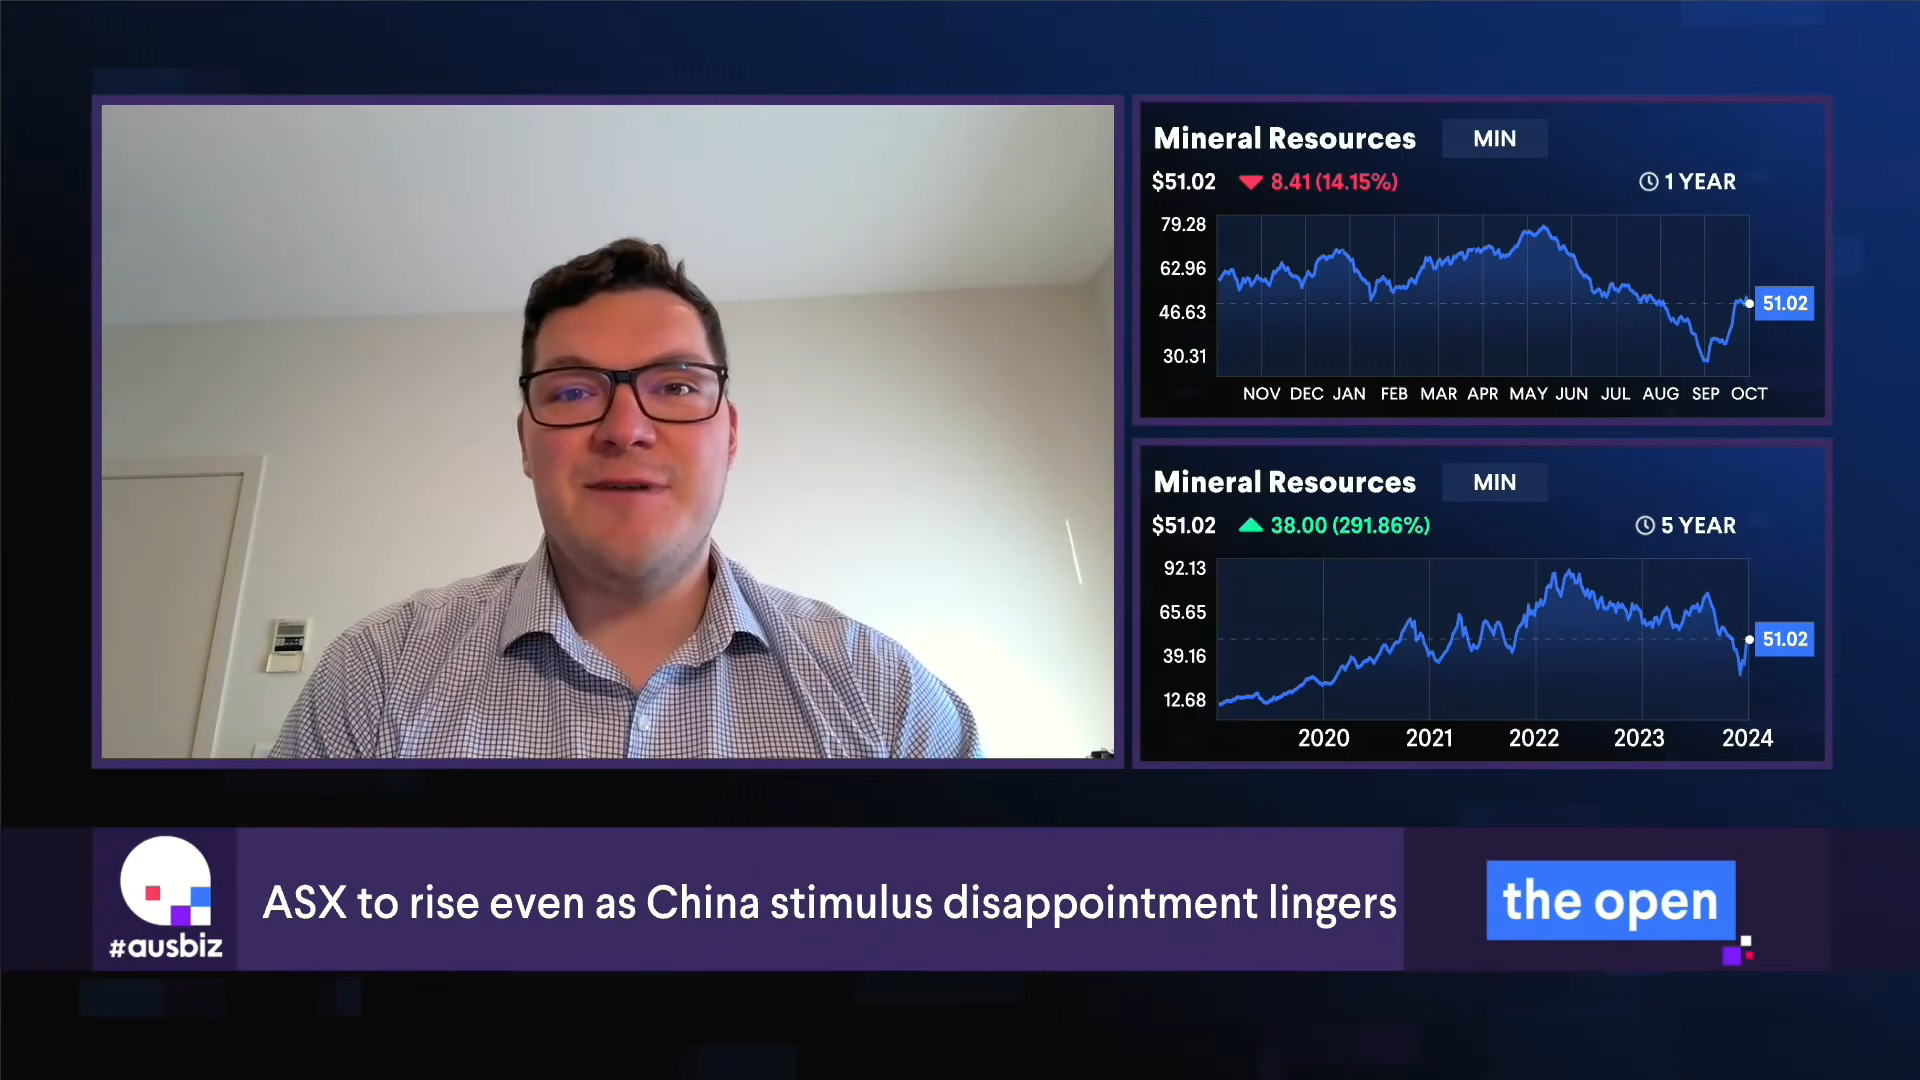 Mineral Resources MIN
$51.02 ▼ 8.41 (14.15%) 1 YEAR
79.28
62.96
46.63
30.31
51.02
NOV DEC JAN FEB MAR APR MAY JUN JUL AUG SEP OCT
Mineral Resources MIN
$51.02 ▲ 38.00 (291.86%) 5 YEAR
92.13
65.65
39.16
12.68
51.02
2020 2021 2022 2023 2024
#ausbiz
ASX to rise even as China stimulus disappointment lingers
the open